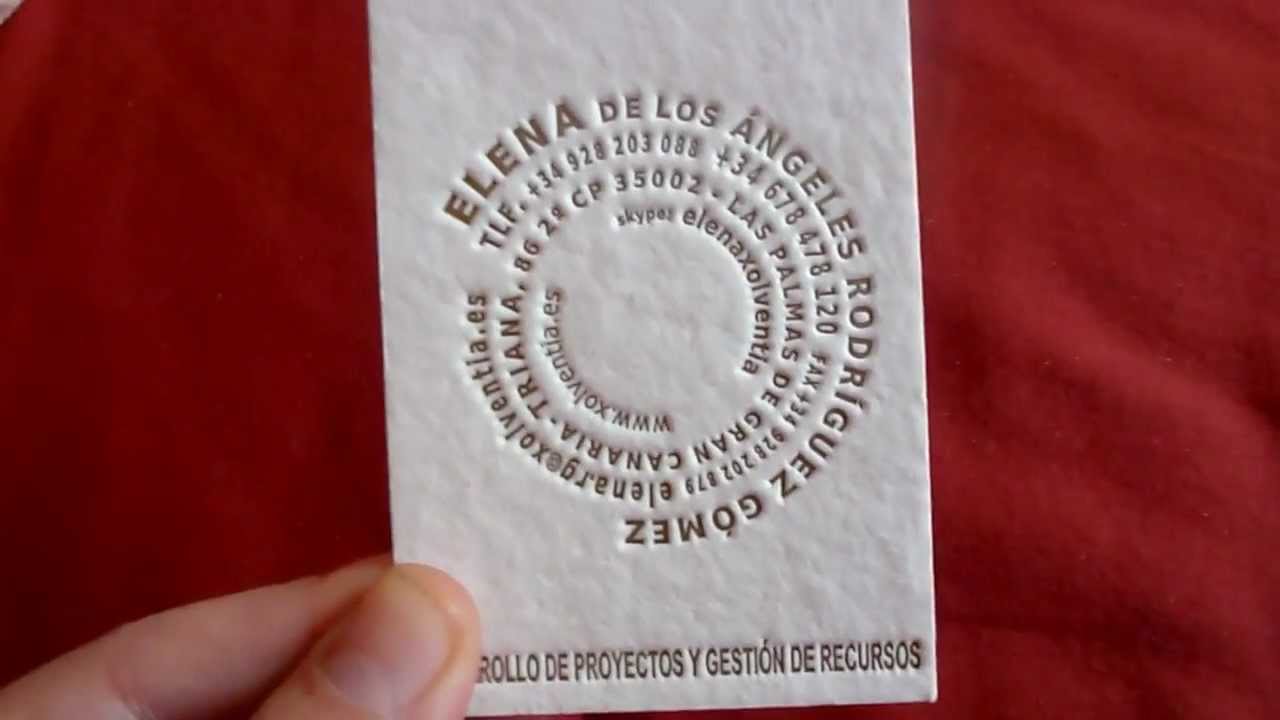 ELENA DE LOS ÁNGELES RODRÍGUEZ GÓMEZ
TLF. +34 928 203 088 +34 678 478 120 FAX +34 928 202 879 elenarg@xolventia.es
TRIANA, 86 2º CP 35002 - LAS PALMAS DE GRAN CANARIA -
skype: elenaxolventia
www.xolventia.es
ROLLO DE PROYECTOS Y GESTIÓN DE RECURSOS